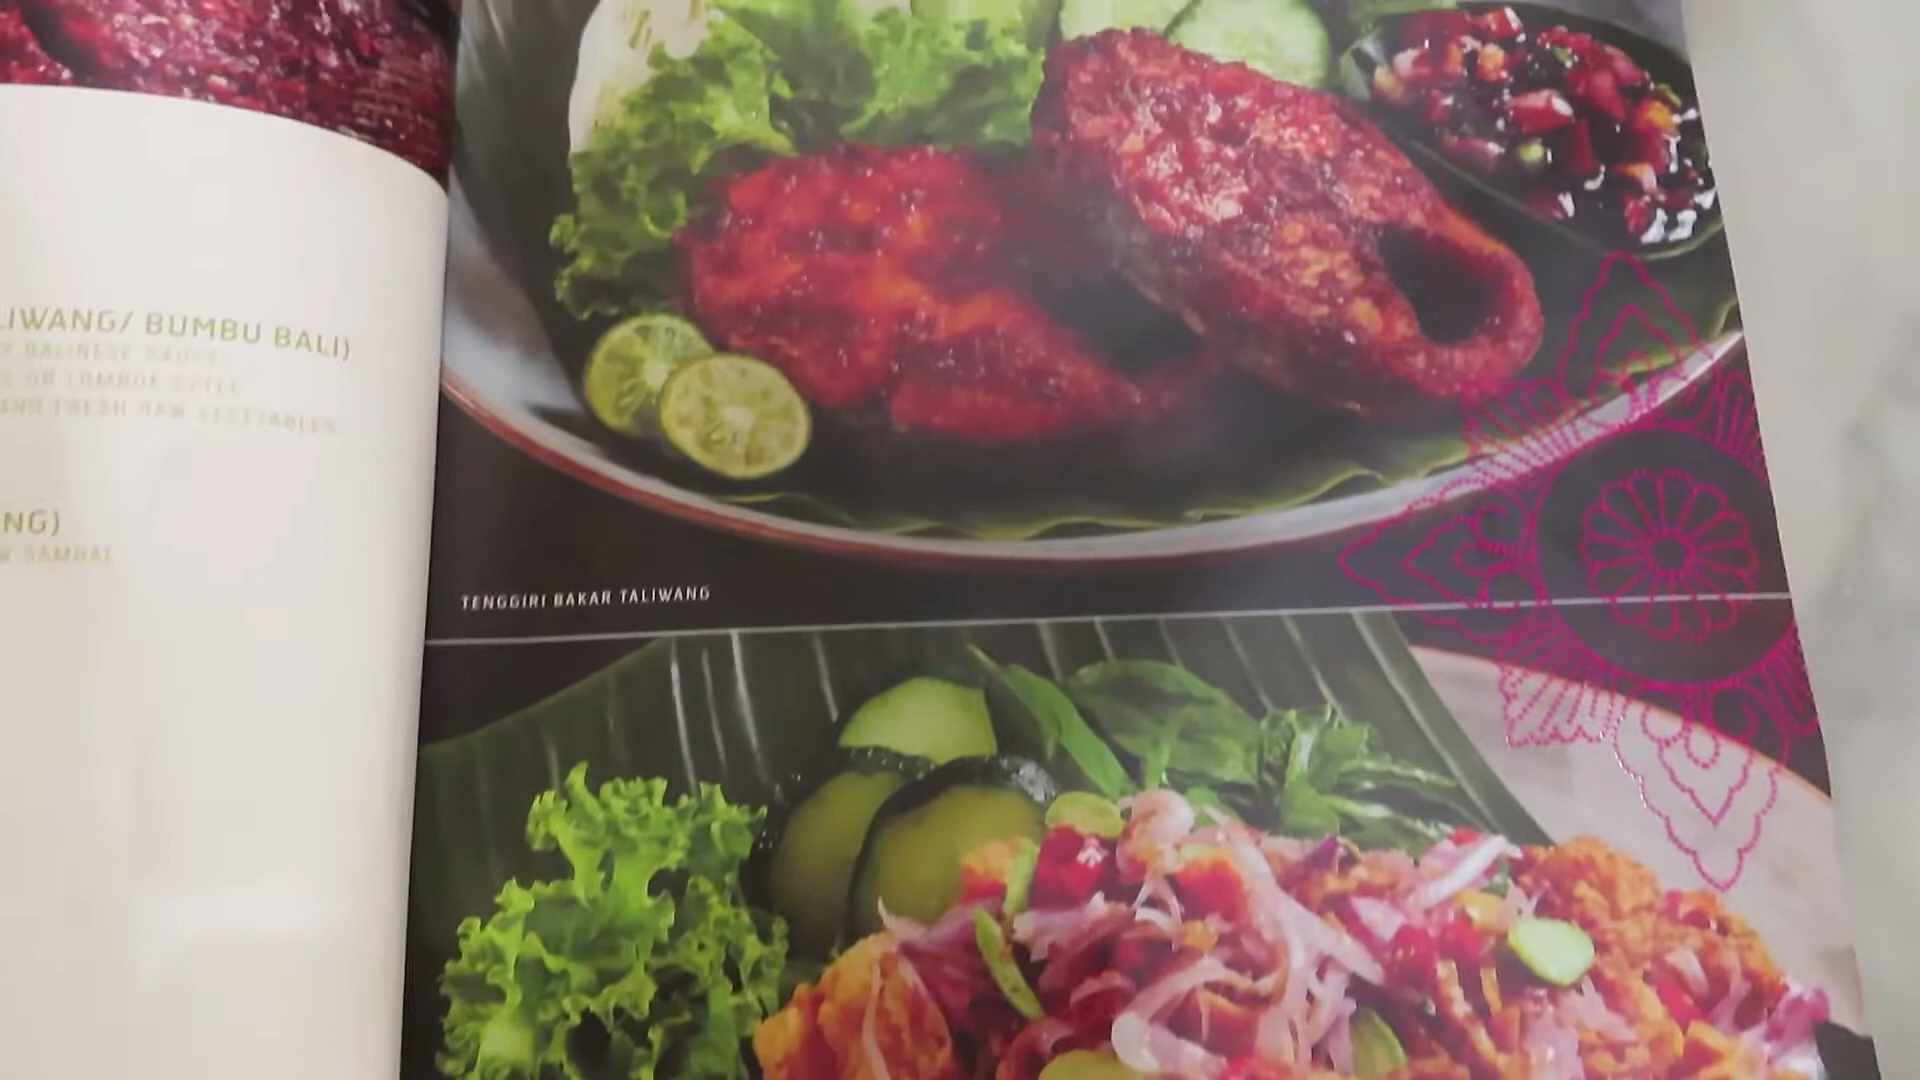 LIWANG/ BUMBU BALI)
BALINESE SAUCE
OR LOMBOK STYLE
AND FRESH RAW VEGETABLES
NG)
SAMBAL
TENGGIRI BAKAR TALIWANG